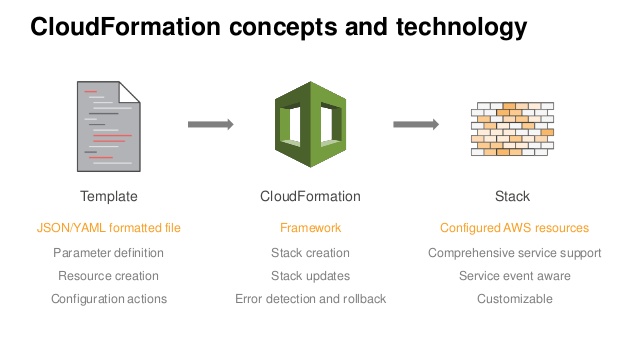 CloudFormation concepts and technology
Template
CloudFormation
Stack
JSON/YAML formatted file
Framework
Configured AWS resources
Parameter definition
Stack creation
Comprehensive service support
Resource creation
Stack updates
Service event aware
Configuration actions
Error detection and rollback
Customizable